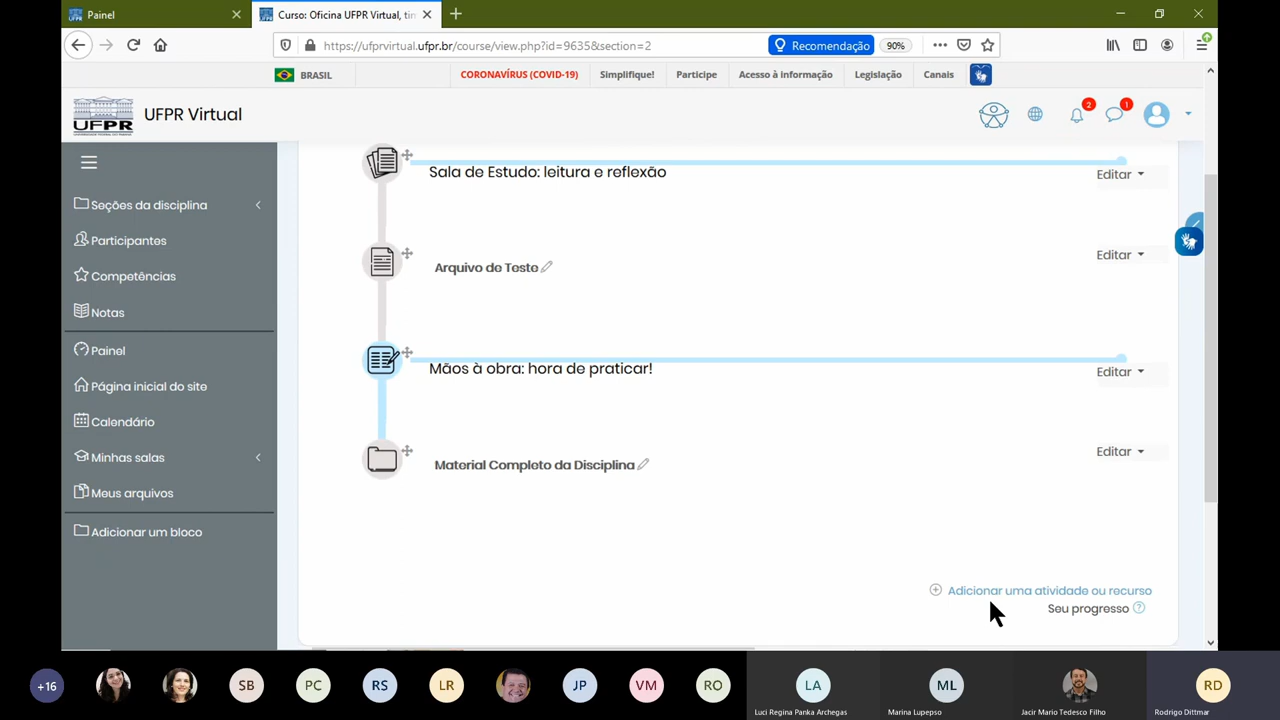 Painel
Curso: Oficina UFPR Virtual, tin
https://ufprvirtual.ufpr.br/course/view.php?id=9635&section=2
Recomendação
90%
BRASIL
CORONAVÍRUS (COVID-19)
Simplifique!
Participe
Acesso à informação
Legislação
Canais
UFPR
UFPR Virtual
2
1
Seções da disciplina
Participantes
Competências
Notas
Painel
Página inicial do site
Calendário
Minhas salas
Meus arquivos
Adicionar um bloco
Sala de Estudo: leitura e reflexão
Editar
Arquivo de Teste
Editar
Mãos à obra: hora de praticar!
Editar
Material Completo da Disciplina
Editar
Adicionar uma atividade ou recurso
Seu progresso
+16
SB
PC
RS
LR
JP
VM
RO
LA
Luci Regina Panka Archegas
ML
Marina Lupepso
Jacir Mario Tedesco Filho
RD
Rodrigo Dittmar